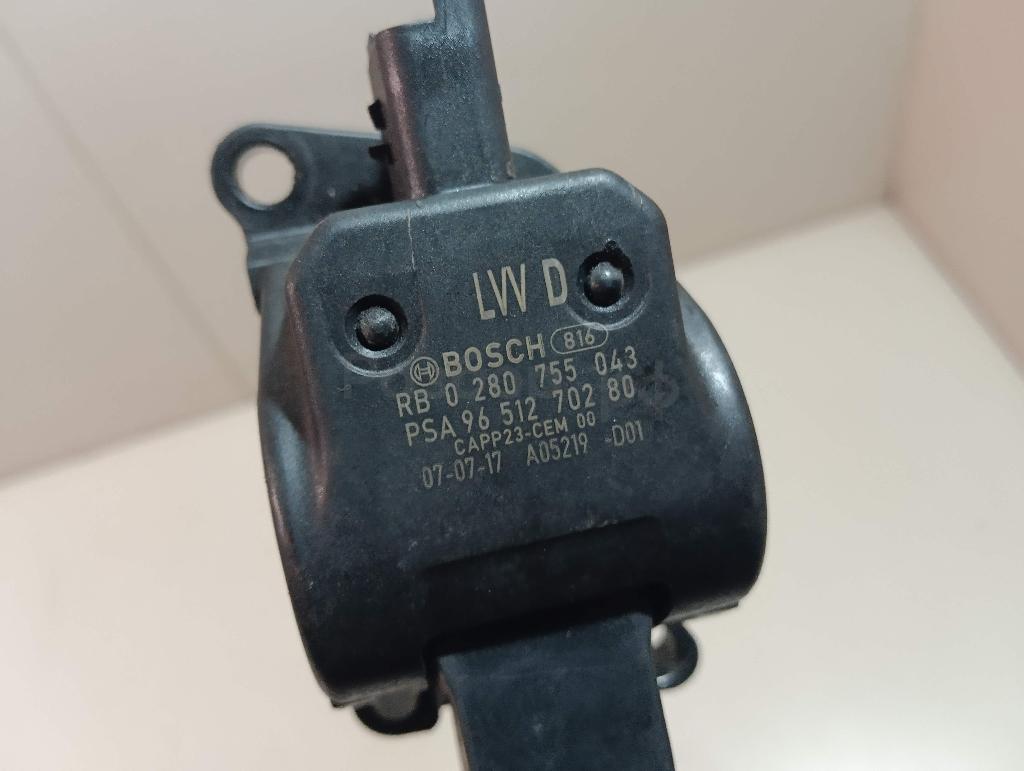 LVV D
BOSCH 816
RB 0 280 755 043
PSA 96 512 702 80
CAPP23-CEM 00
07-07-17 A05219 -D01